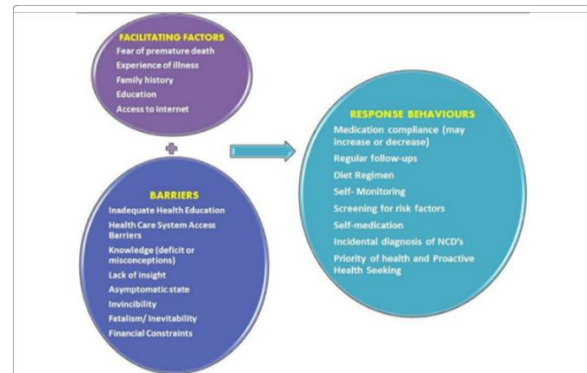 FACILITATING FACTORS
Fear of premature death
Experience of illness
Family history
Education
Access to Internet
+
BARRIERS
Inadequate Health Education
Health Care System Access
Barriers
Knowledge (deficit or
misconceptions)
Lack of insight
Asymptomatic state
Invincibility
Fatalism/ Inevitability
Financial Constraints
RESPONSE BEHAVIOURS
Medication compliance (may
increase or decrease)
Regular follow-ups
Diet Regimen
Self- Monitoring
Screening for risk factors
Self-medication
Incidental diagnosis of NCD's
Priority of health and Proactive
Health Seeking